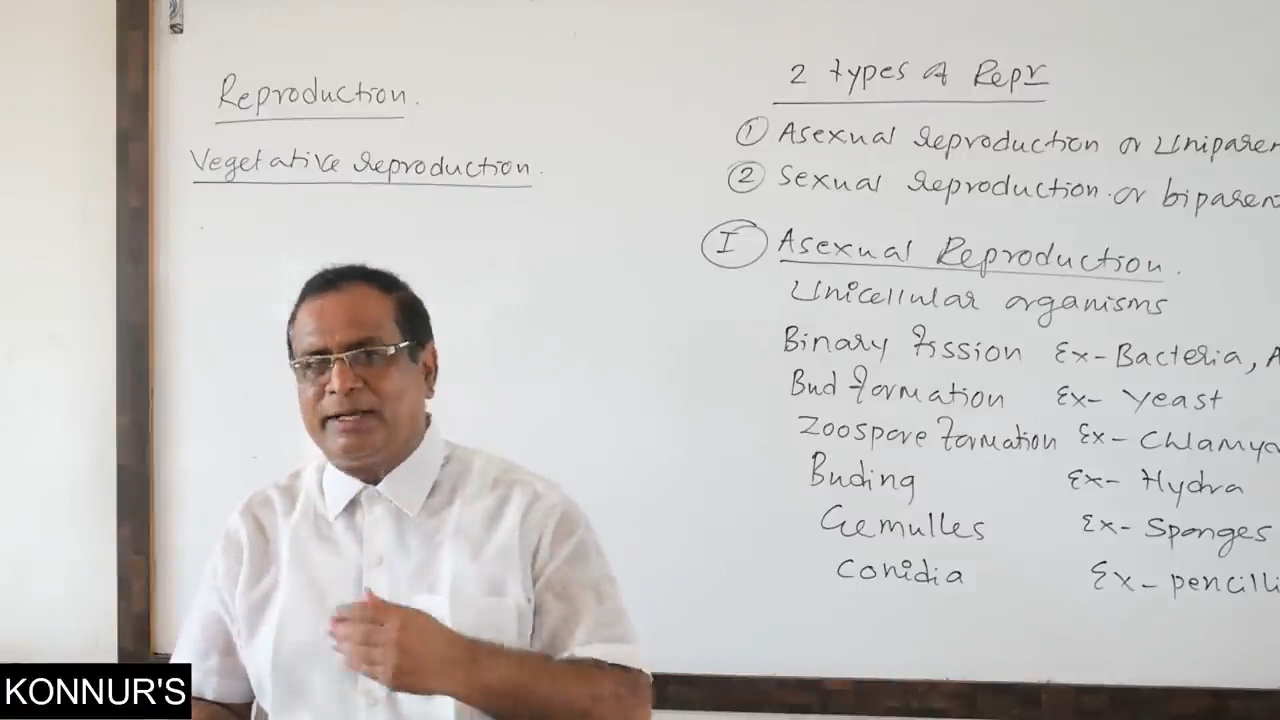 Reproduction.
Vegetative reproduction.
2 types of Repr
① Asexual reproduction or Uniparen
② Sexual reproduction. or biparen
I Asexual Reproduction.
Unicellular organisms
Binary fission Ex- Bacteria, A
Bud formation Ex- Yeast
Zoospore formation Ex- Chlamyd
Buding Ex- Hydra
Gemulles Ex- Sponges
Conidia Ex- pencilli
KONNUR'S